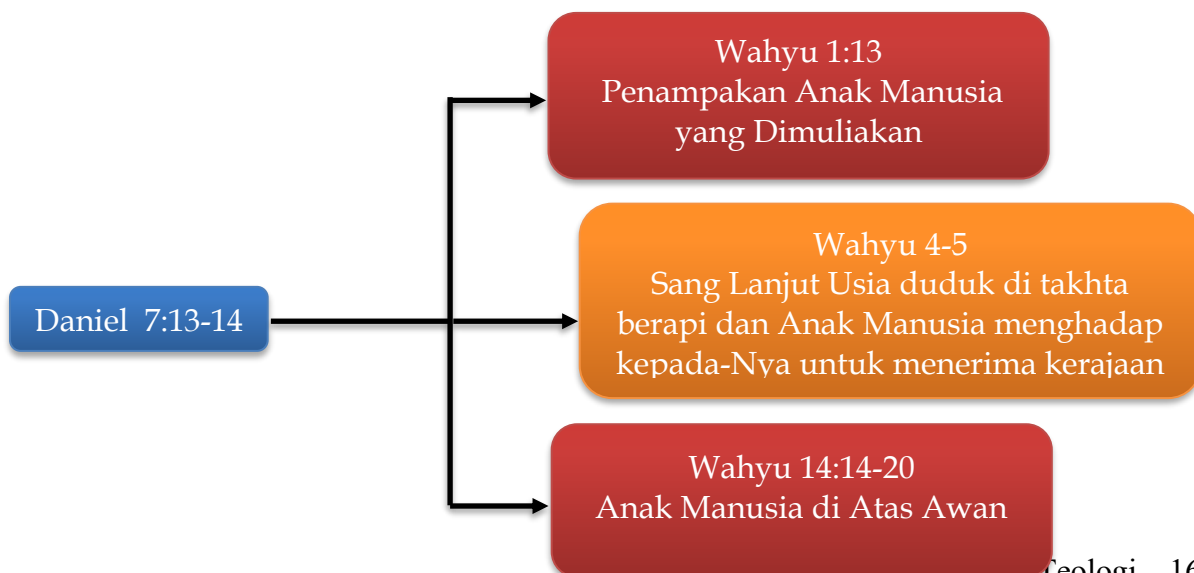 Wahyu 1:13
Penampakan Anak Manusia
yang Dimuliakan
Daniel 7:13-14
Wahyu 4-5
Sang Lanjut Usia duduk di takhta
berapi dan Anak Manusia menghadap
kepada-Nya untuk menerima kerajaan
Wahyu 14:14-20
Anak Manusia di Atas Awan